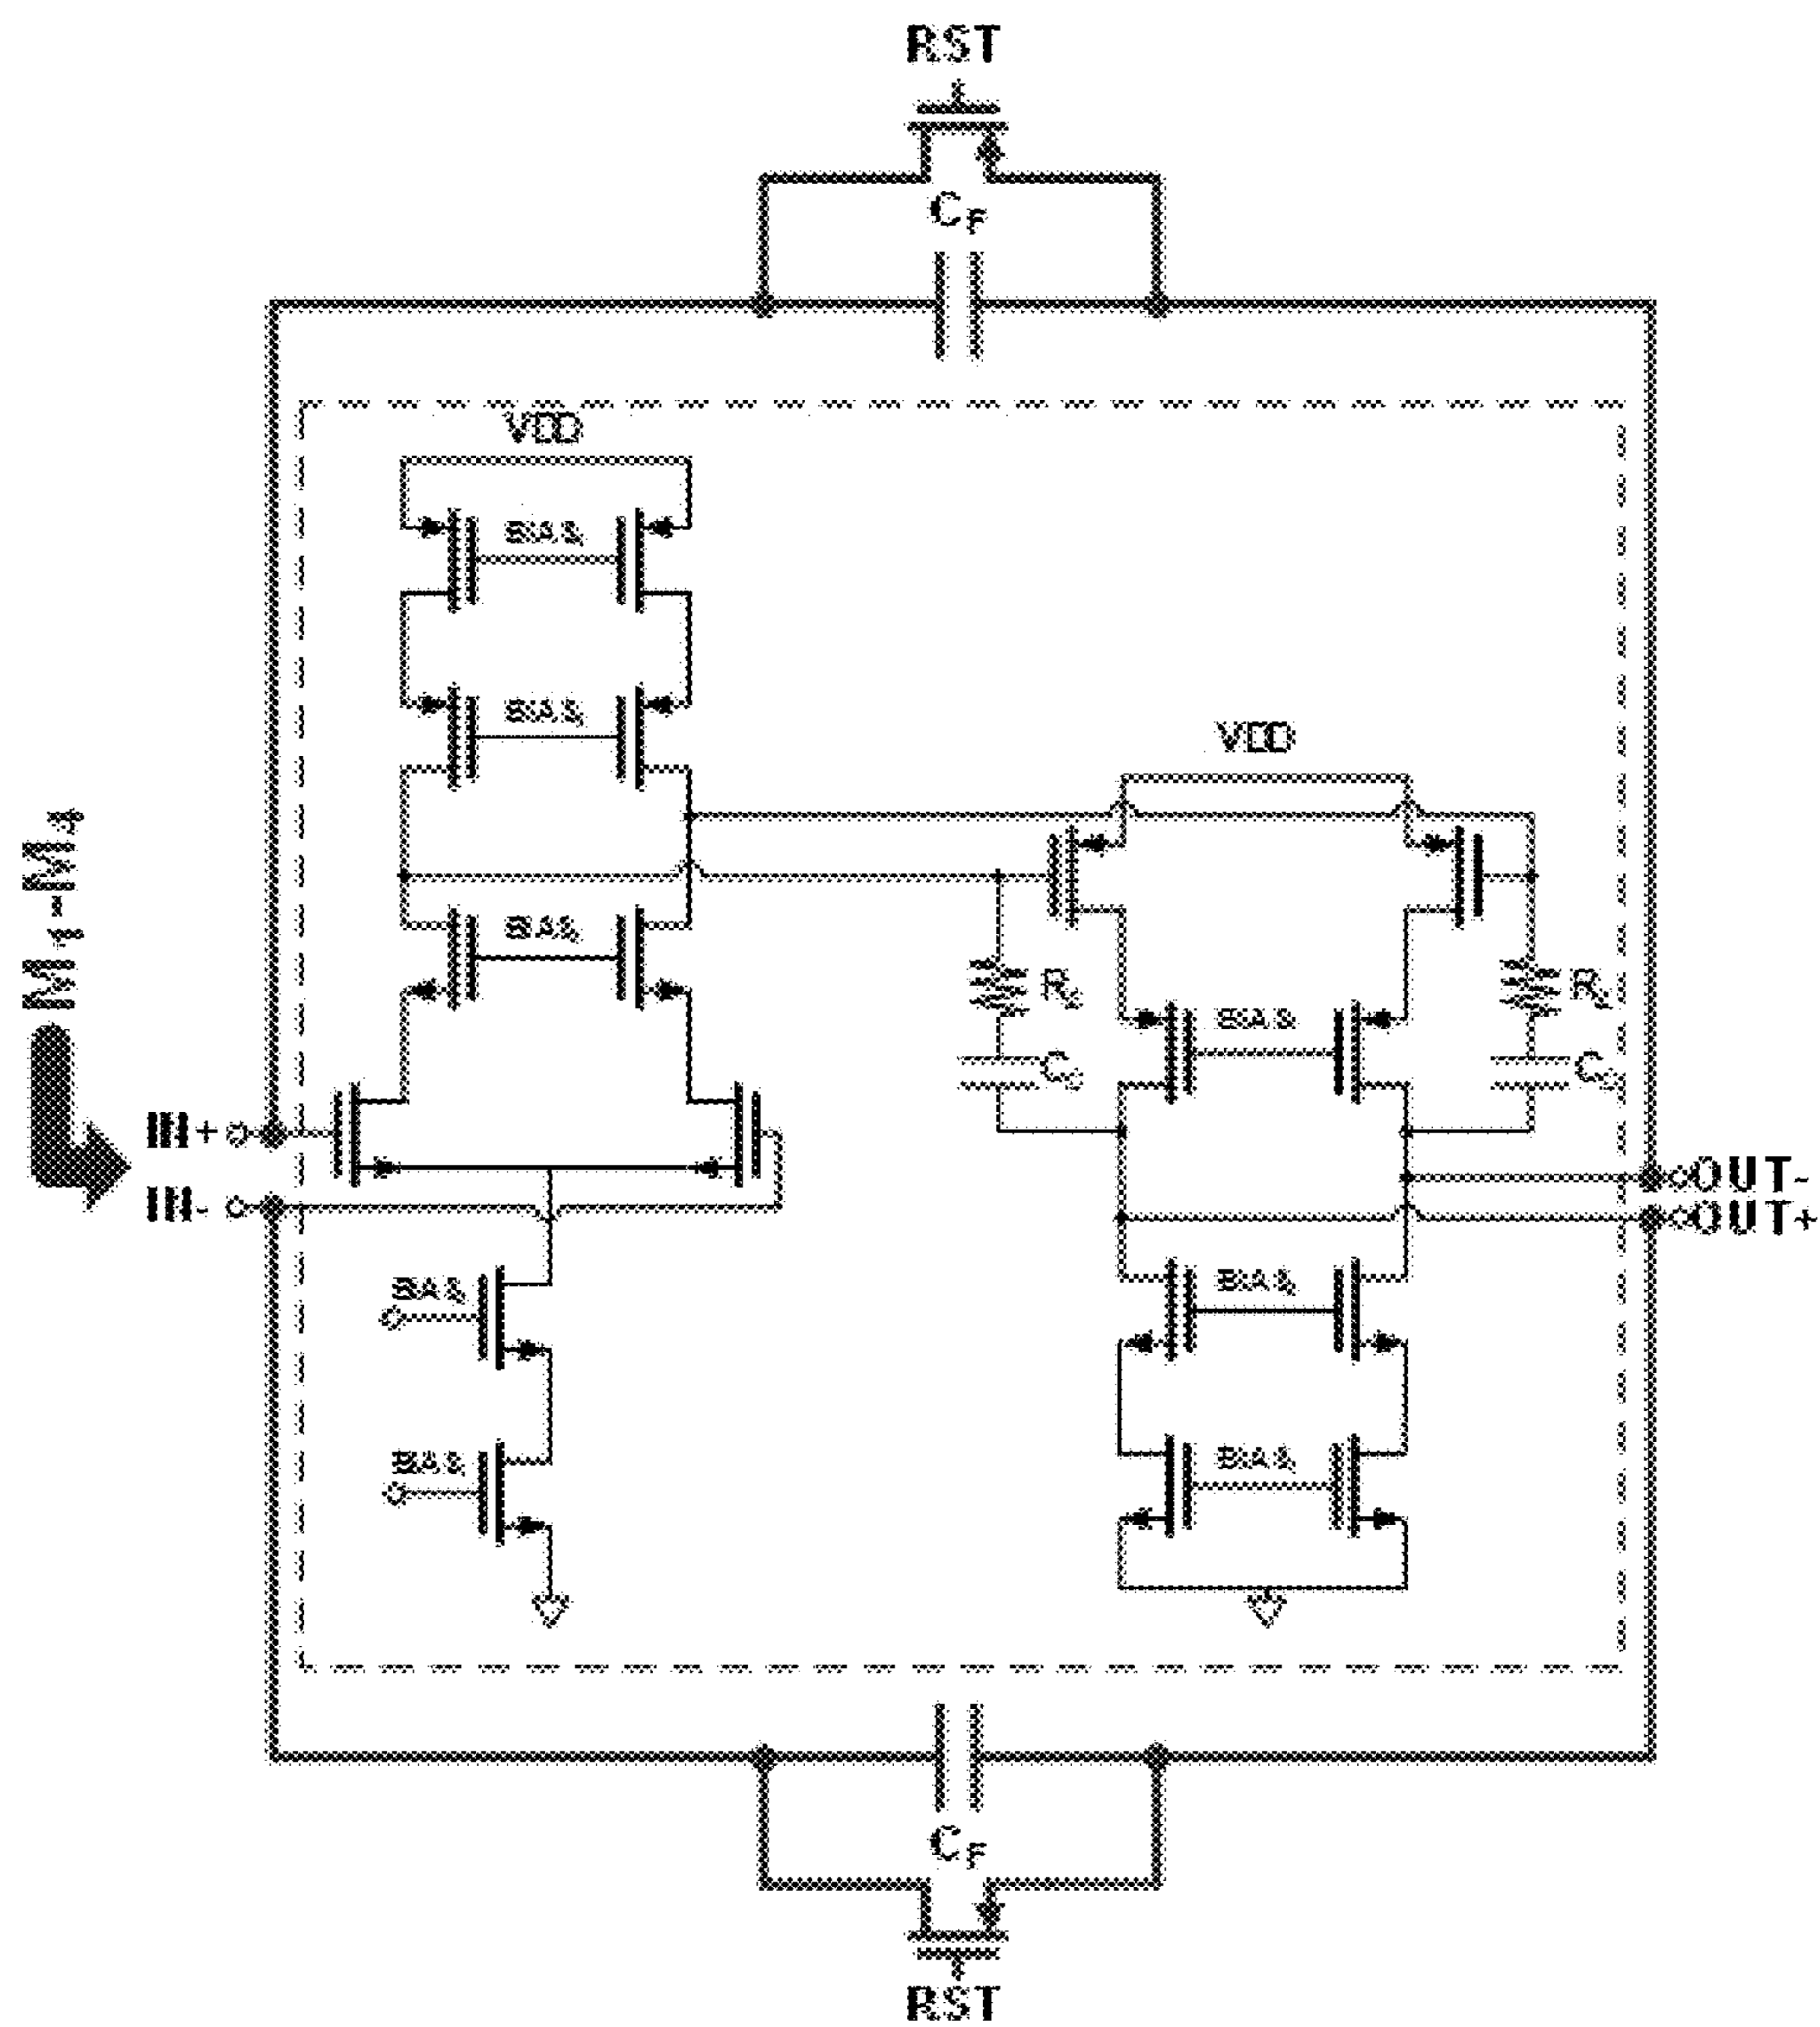 RST
CF
VDD
BIAS
BIAS
VDD
M1-M4
BIAS
BIAS
IN+
IN-
OUT-
OUT+
BIAS
BIAS
BIAS
BIAS
CF
RST